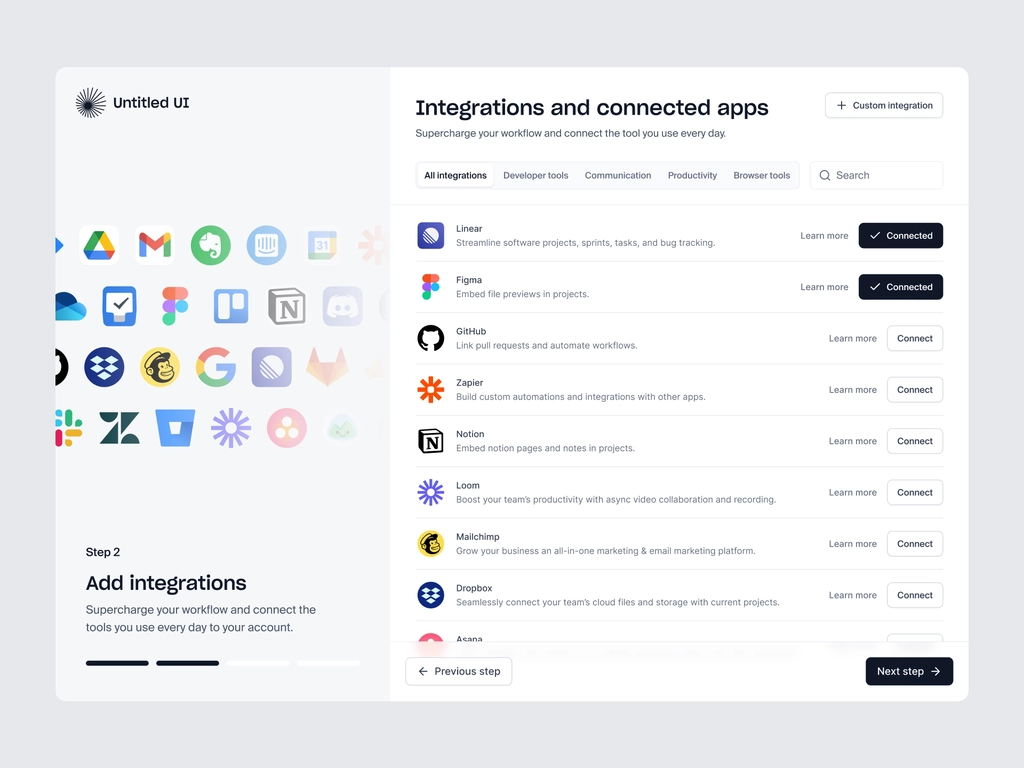 Untitled UI
31
Step 2
Add integrations
Supercharge your workflow and connect the
tools you use every day to your account.
Integrations and connected apps
Custom integration
Supercharge your workflow and connect the tool you use every day.
All integrations
Developer tools
Communication
Productivity
Browser tools
Search
Linear
Streamline software projects, sprints, tasks, and bug tracking.
Learn more
Connected
Figma
Embed file previews in projects.
Learn more
Connected
GitHub
Link pull requests and automate workflows.
Learn more
Connect
Zapier
Build custom automations and integrations with other apps.
Learn more
Connect
Notion
Embed notion pages and notes in projects.
Learn more
Connect
Loom
Boost your team's productivity with async video collaboration and recording.
Learn more
Connect
Mailchimp
Grow your business an all-in-one marketing & email marketing platform.
Learn more
Connect
Dropbox
Seamlessly connect your team's cloud files and storage with current projects.
Learn more
Connect
Asana
Previous step
Next step